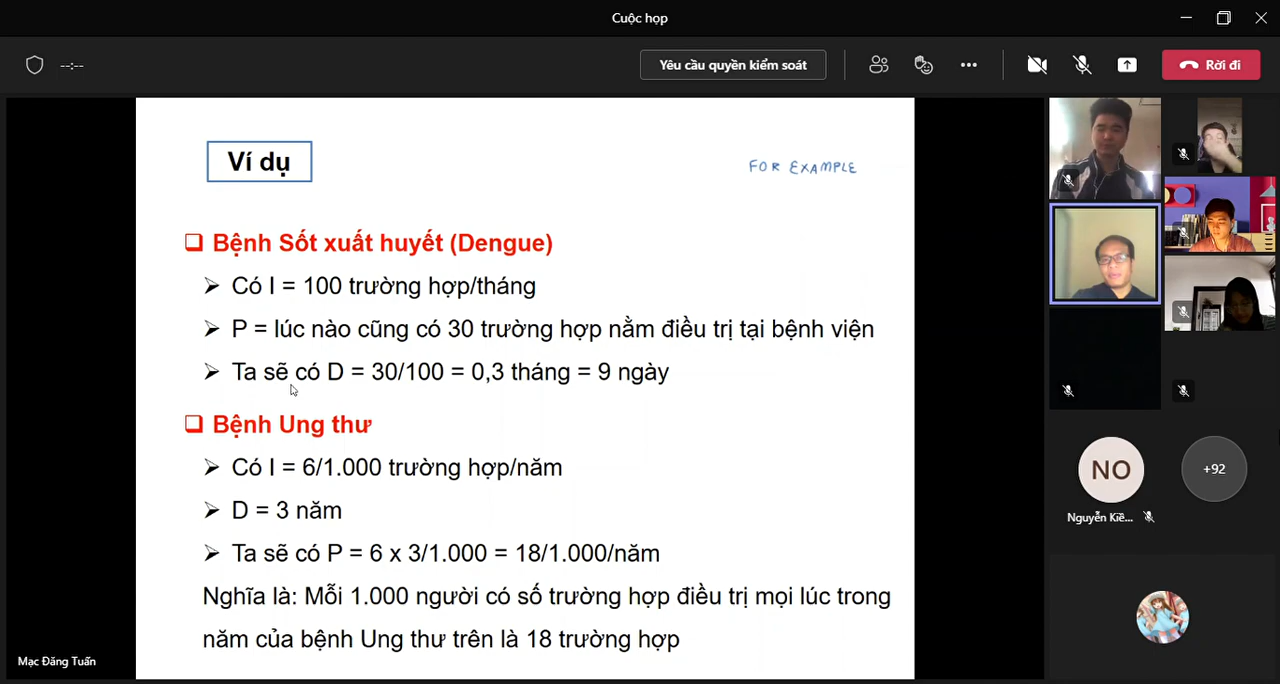 Cuộc họp
--:--
Yêu cầu quyền kiểm soát
Rời đi
Ví dụ
FOR EXAMPLE
Bệnh Sốt xuất huyết (Dengue)
Có I = 100 trường hợp/tháng
P = lúc nào cũng có 30 trường hợp nằm điều trị tại bệnh viện
Ta sẽ có D = 30/100 = 0,3 tháng = 9 ngày
Bệnh Ung thư
Có I = 6/1.000 trường hợp/năm
D = 3 năm
Ta sẽ có P = 6 x 3/1.000 = 18/1.000/năm
Nghĩa là: Mỗi 1.000 người có số trường hợp điều trị mọi lúc trong
năm của bệnh Ung thư trên là 18 trường hợp
Mạc Đăng Tuấn
NO
+92
Nguyễn Kiề...